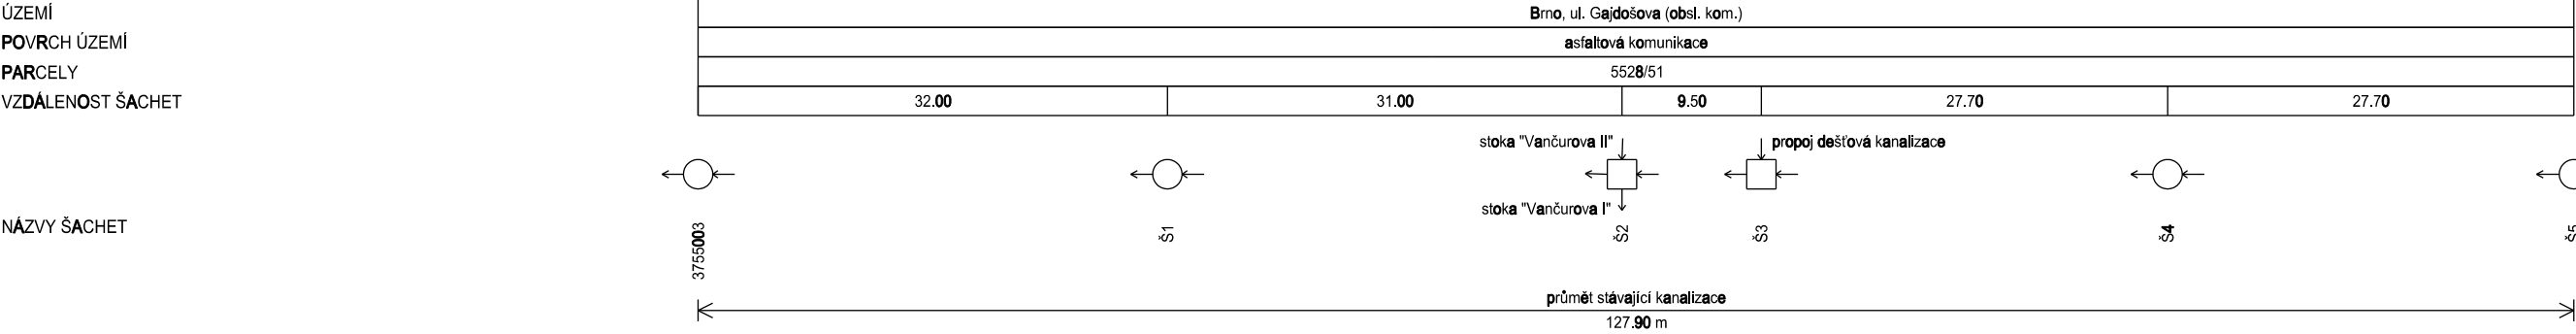 ÚZEMÍ
Brno, ul. Gajdošova (obsl. kom.)
POVRCH ÚZEMÍ
asfaltová komunikace
PARCELY
5528/51
VZDÁLENOST ŠACHET
32.00 31.00 9.50 27.70 27.70
stoka "Vančurova II" propoj dešťová kanalizace
stoka "Vančurova I"
NÁZVY ŠACHET
3755003 Š1 Š2 Š3 Š4 Š5
průmět stávající kanalizace
127.90 m